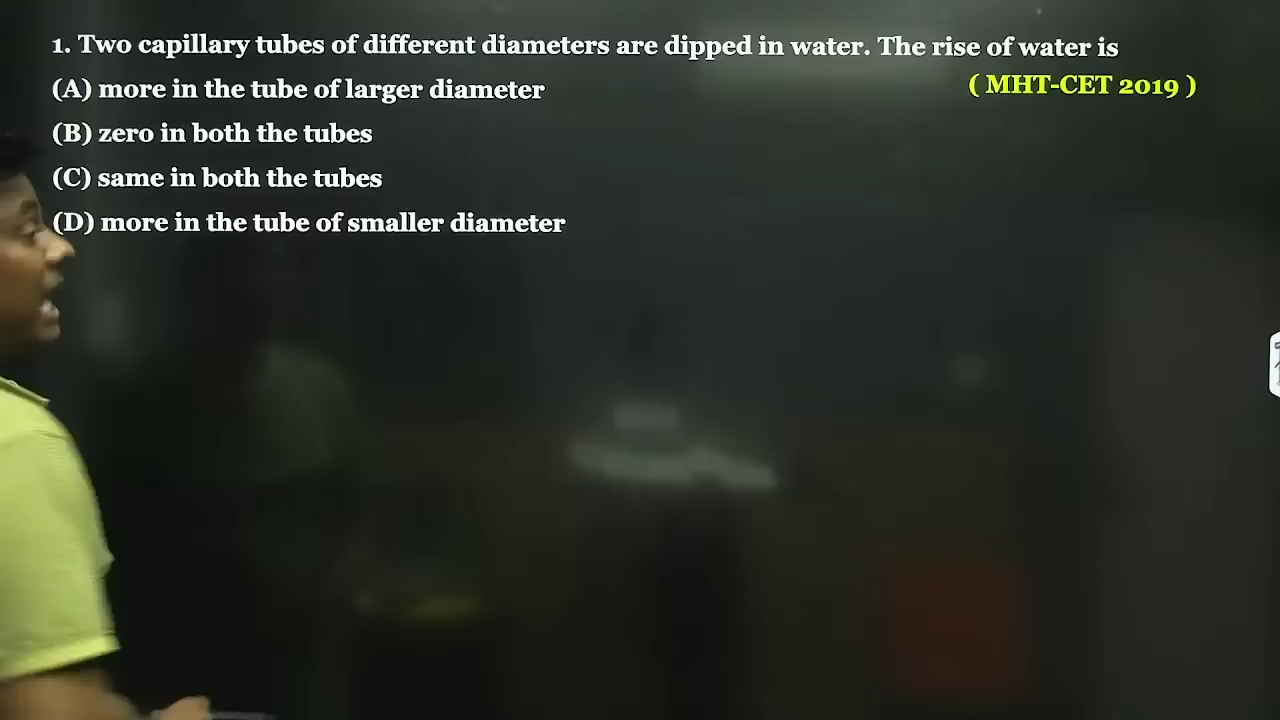 1. Two capillary tubes of different diameters are dipped in water. The rise of water is
(A) more in the tube of larger diameter
( MHT-CET 2019 )
(B) zero in both the tubes
(C) same in both the tubes
(D) more in the tube of smaller diameter